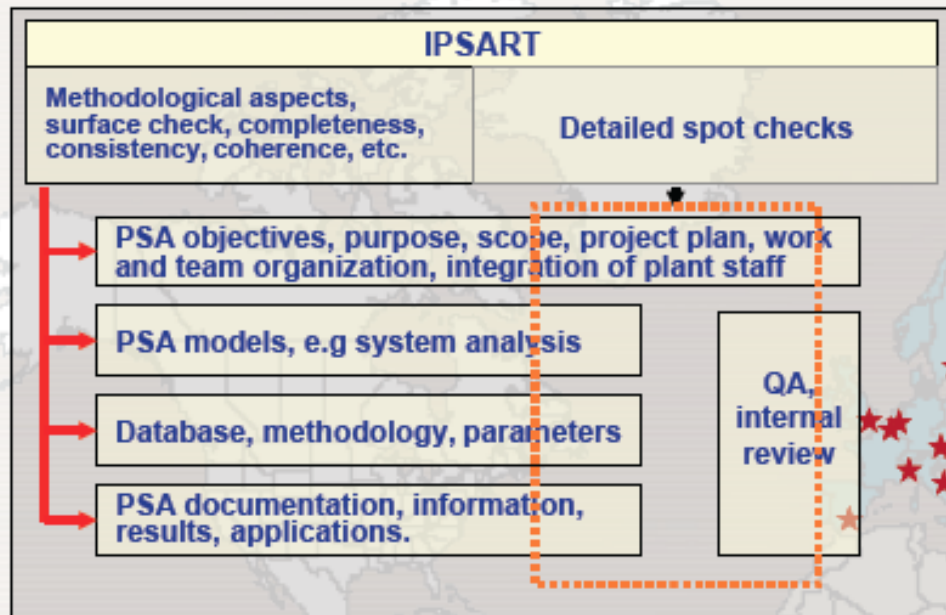 IPSART
Methodological aspects,
surface check, completeness,
consistency, coherence, etc.
Detailed spot checks
PSA objectives, purpose, scope, project plan, work
and team organization, integration of plant staff
PSA models, e.g system analysis
Database, methodology, parameters
PSA documentation, information,
results, applications.
QA,
internal
review